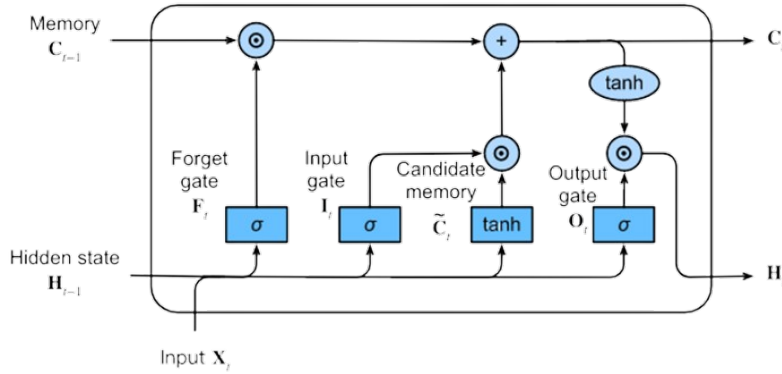 Memory
C_{t-1}
C_t
tanh
Forget gate
F_t
Input gate
I_t
Candidate memory
C̃_t
Output gate
O_t
σ
σ
tanh
σ
Hidden state
H_{t-1}
H
Input X_t